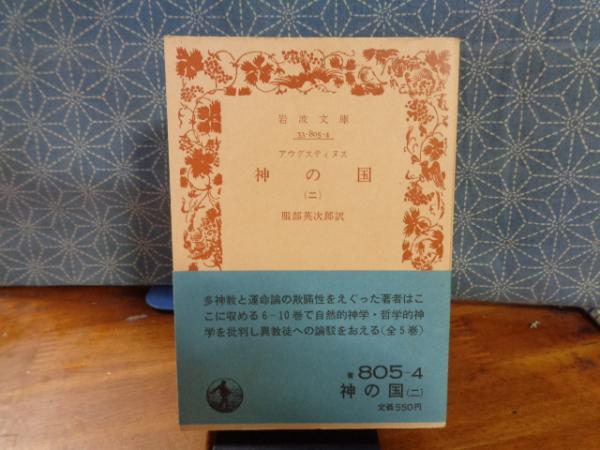 岩波文庫
33-805-4
アウグスティヌス
神の国
(二)
服部英次郎訳
多神教と運命論の欺瞞性をえぐった著者はこ
こに収める6-10巻で自然的神学・哲学的神
学を批判し異教徒への論駁をおえる(全5巻)
青 805-4
神の国(二)
定価550円